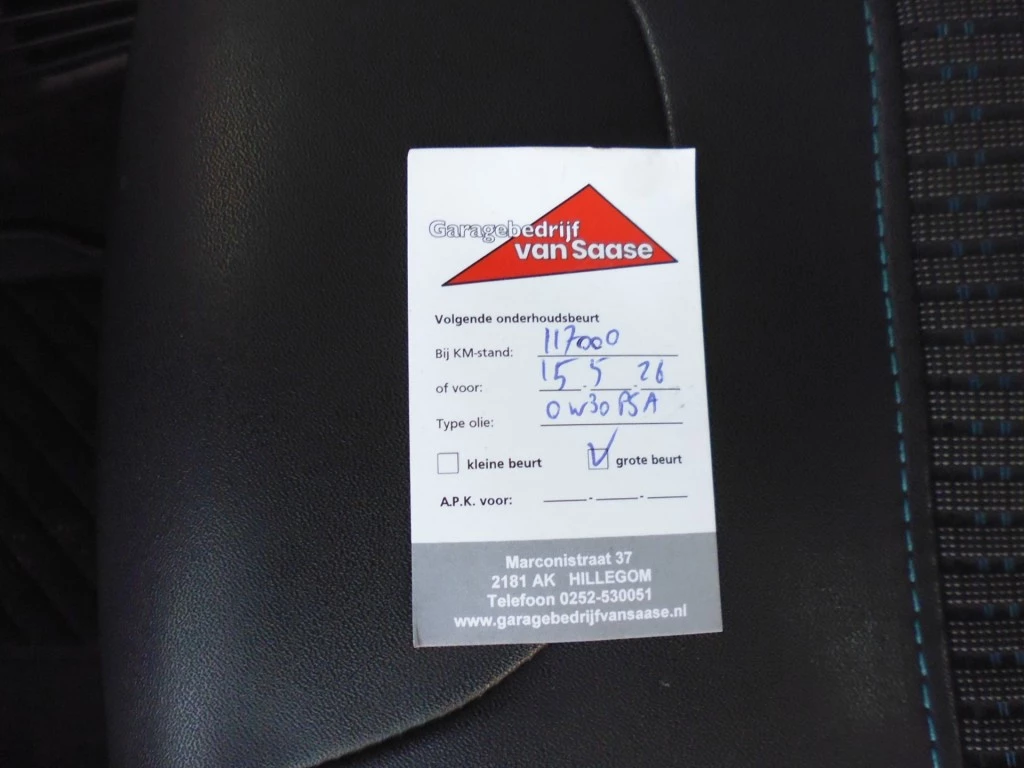 Garagebedrijf
van Saase
Volgende onderhoudsbeurt
Bij KM-stand: 117000
of voor: 15.5.26
Type olie: 0W30 PSA
kleine beurt grote beurt
A.P.K. voor: - -
Marconistraat 37
2181 AK HILLEGOM
Telefoon 0252-530051
www.garagebedrijfvansaase.nl